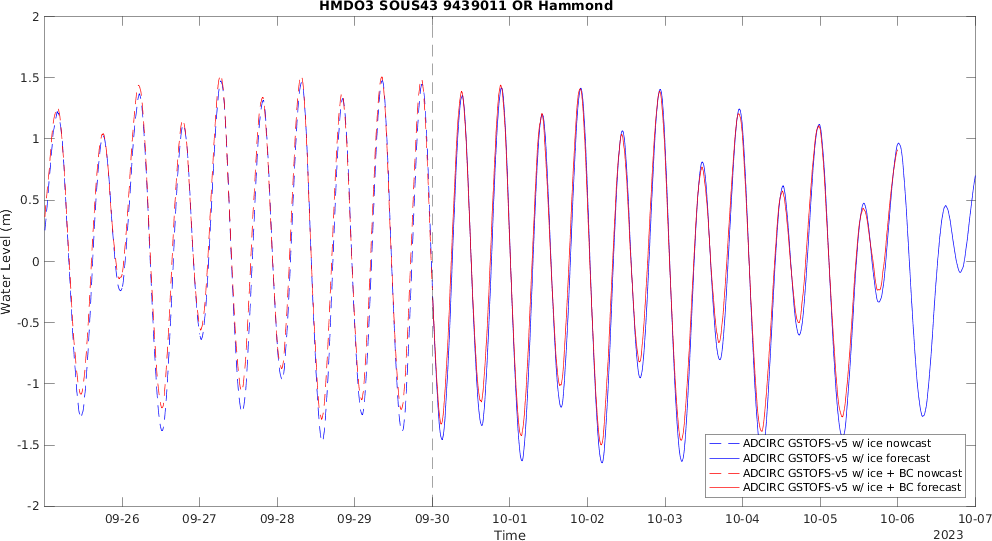 HMDO3 SOUS43 9439011 OR Hammond
2
1.5
1
0.5
0
-0.5
-1
-1.5
-2
Water Level (m)
ADCIRC GSTOFS-v5 w/ ice nowcast
ADCIRC GSTOFS-v5 w/ ice forecast
ADCIRC GSTOFS-v5 w/ ice + BC nowcast
ADCIRC GSTOFS-v5 w/ ice + BC forecast
09-26 09-27 09-28 09-29 09-30 10-01 10-02 10-03 10-04 10-05 10-06 10-07
Time
2023